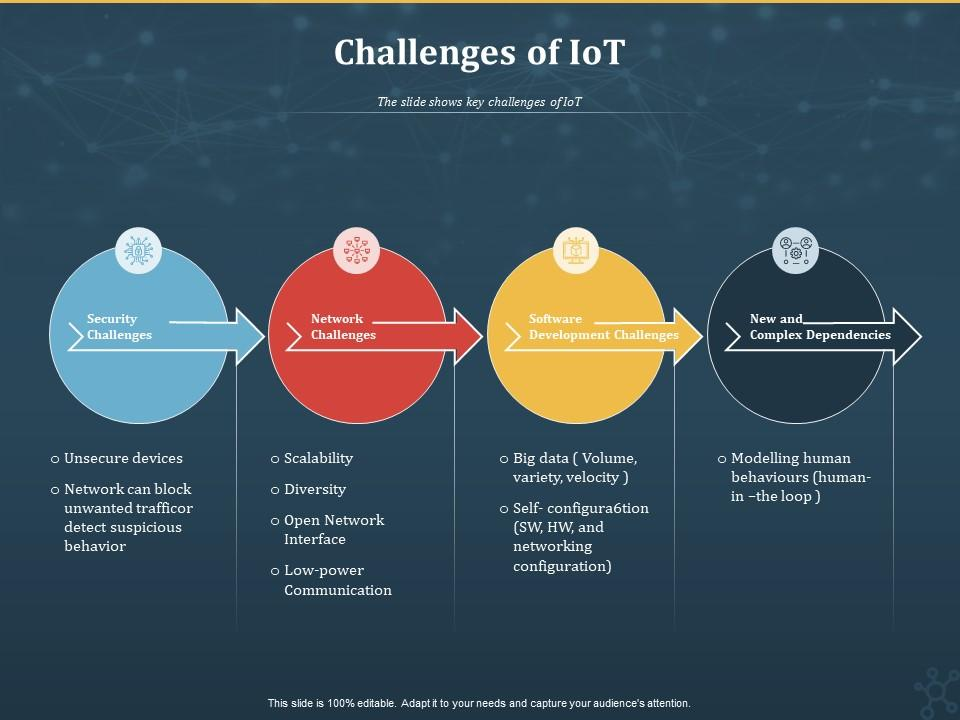 Challenges of IoT
The slide shows key challenges of IoT
Security
Challenges
Network
Challenges
Software
Development Challenges
New and
Complex Dependencies
o Unsecure devices
o Network can block
unwanted trafficor
detect suspicious
behavior
o Scalability
o Diversity
o Open Network
Interface
o Low-power
Communication
o Big data ( Volume,
variety, velocity )
o Self- configura6tion
(SW, HW, and
networking
configuration)
o Modelling human
behaviours (human-
in –the loop )
This slide is 100% editable. Adapt it to your needs and capture your audience's attention.